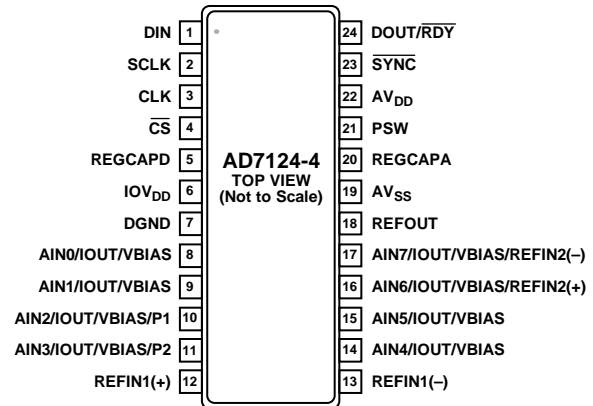 DIN 1
SCLK 2
CLK 3
C̅S̅ 4
REGCAPD 5
IOVDD 6
DGND 7
AIN0/IOUT/VBIAS 8
AIN1/IOUT/VBIAS 9
AIN2/IOUT/VBIAS/P1 10
AIN3/IOUT/VBIAS/P2 11
REFIN1(+) 12
AD7124-4
TOP VIEW
(Not to Scale)
24 DOUT/R̅D̅Y̅
23 S̅Y̅N̅C̅
22 AVDD
21 PSW
20 REGCAPA
19 AVSS
18 REFOUT
17 AIN7/IOUT/VBIAS/REFIN2(–)
16 AIN6/IOUT/VBIAS/REFIN2(+)
15 AIN5/IOUT/VBIAS
14 AIN4/IOUT/VBIAS
13 REFIN1(–)